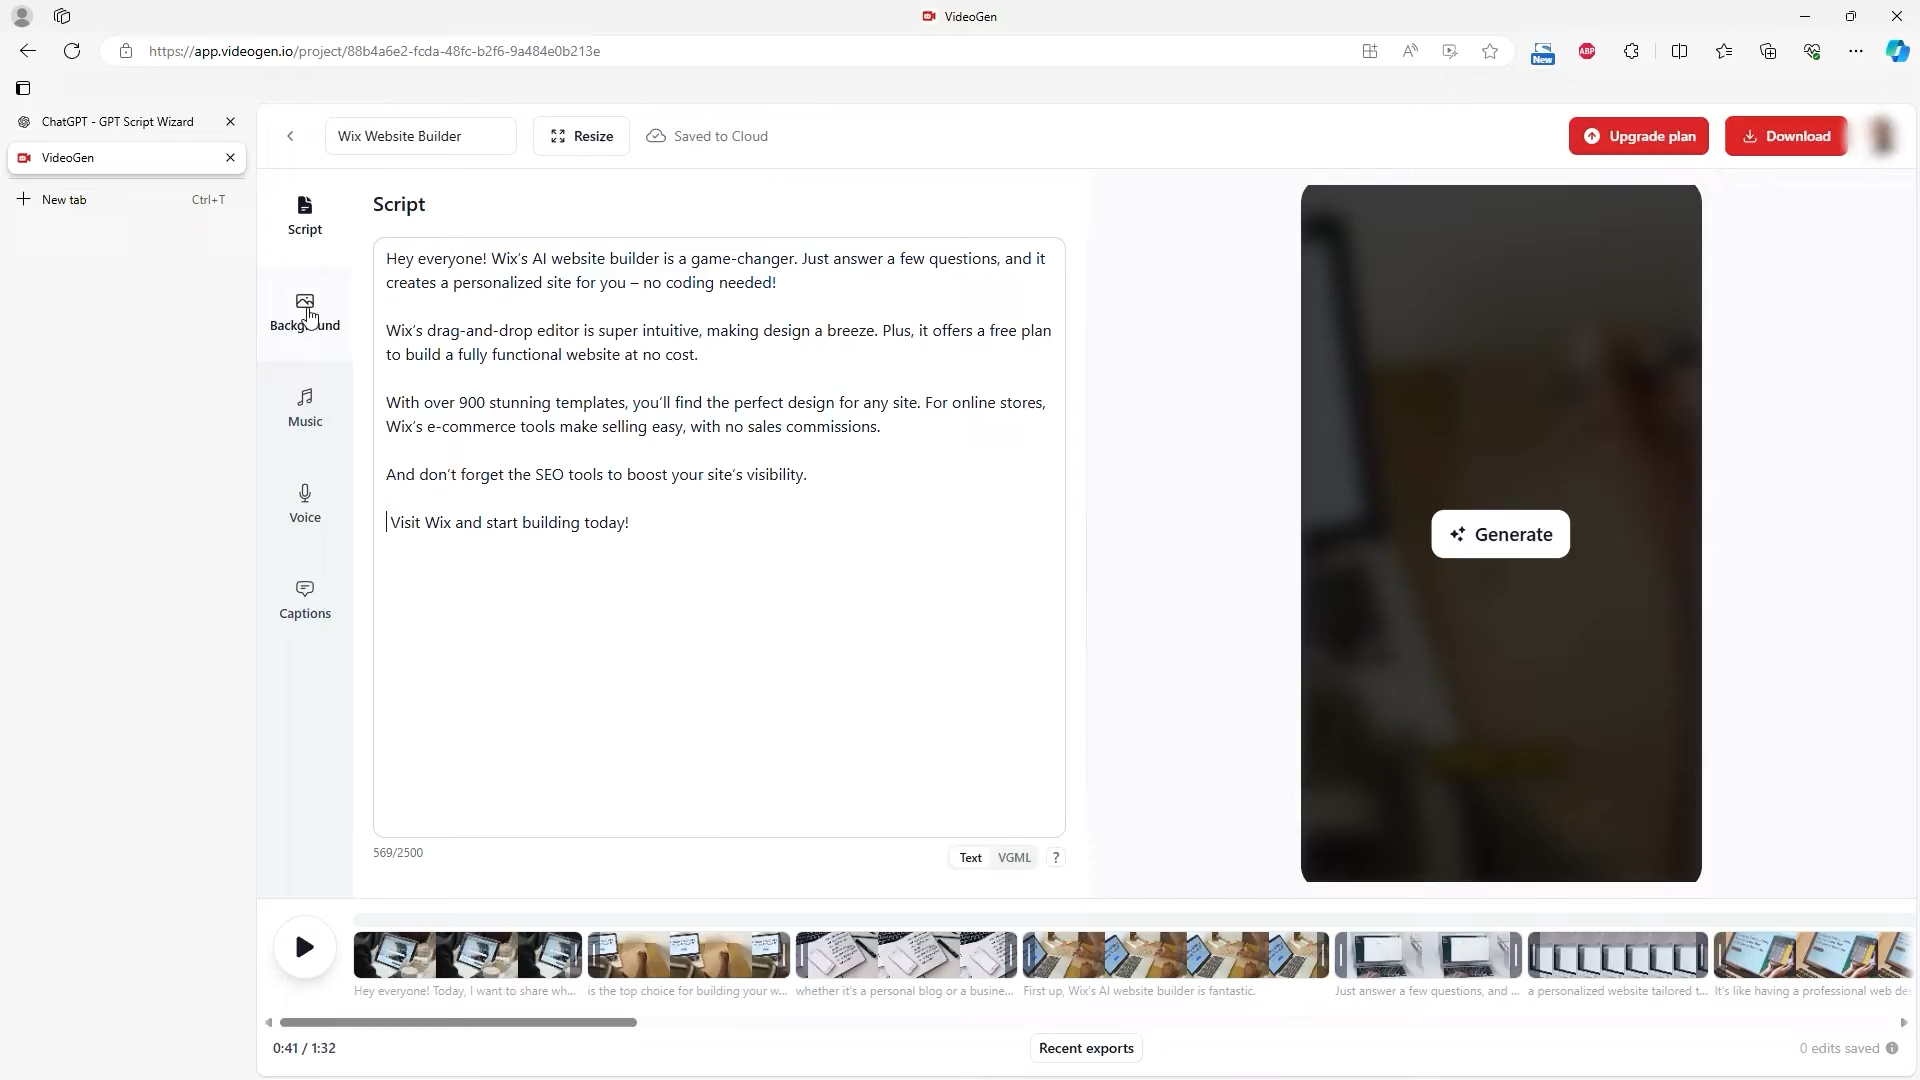 VideoGen
https://app.videogen.io/project/88b4a6e2-fcda-48fc-b2f6-9a484e0b213e
New
ABP
ChatGPT - GPT Script Wizard
VideoGen
New tab Ctrl+T
Wix Website Builder
Resize
Saved to Cloud
Upgrade plan
Download
Script
Background
Music
Voice
Captions
Script
Hey everyone! Wix's AI website builder is a game-changer. Just answer a few questions, and it
creates a personalized site for you – no coding needed!
Wix's drag-and-drop editor is super intuitive, making design a breeze. Plus, it offers a free plan
to build a fully functional website at no cost.
With over 900 stunning templates, you'll find the perfect design for any site. For online stores,
Wix's e-commerce tools make selling easy, with no sales commissions.
And don't forget the SEO tools to boost your site's visibility.
Visit Wix and start building today!
569/2500
Text VGML ?
Generate
Hey everyone! Today, I want to share wh...
is the top choice for building your w...
whether it's a personal blog or a busine...
First up, Wix's AI website builder is fantastic.
Just answer a few questions, and ...
a personalized website tailored t...
It's like having a professional web de
0:41 / 1:32
Recent exports
0 edits saved